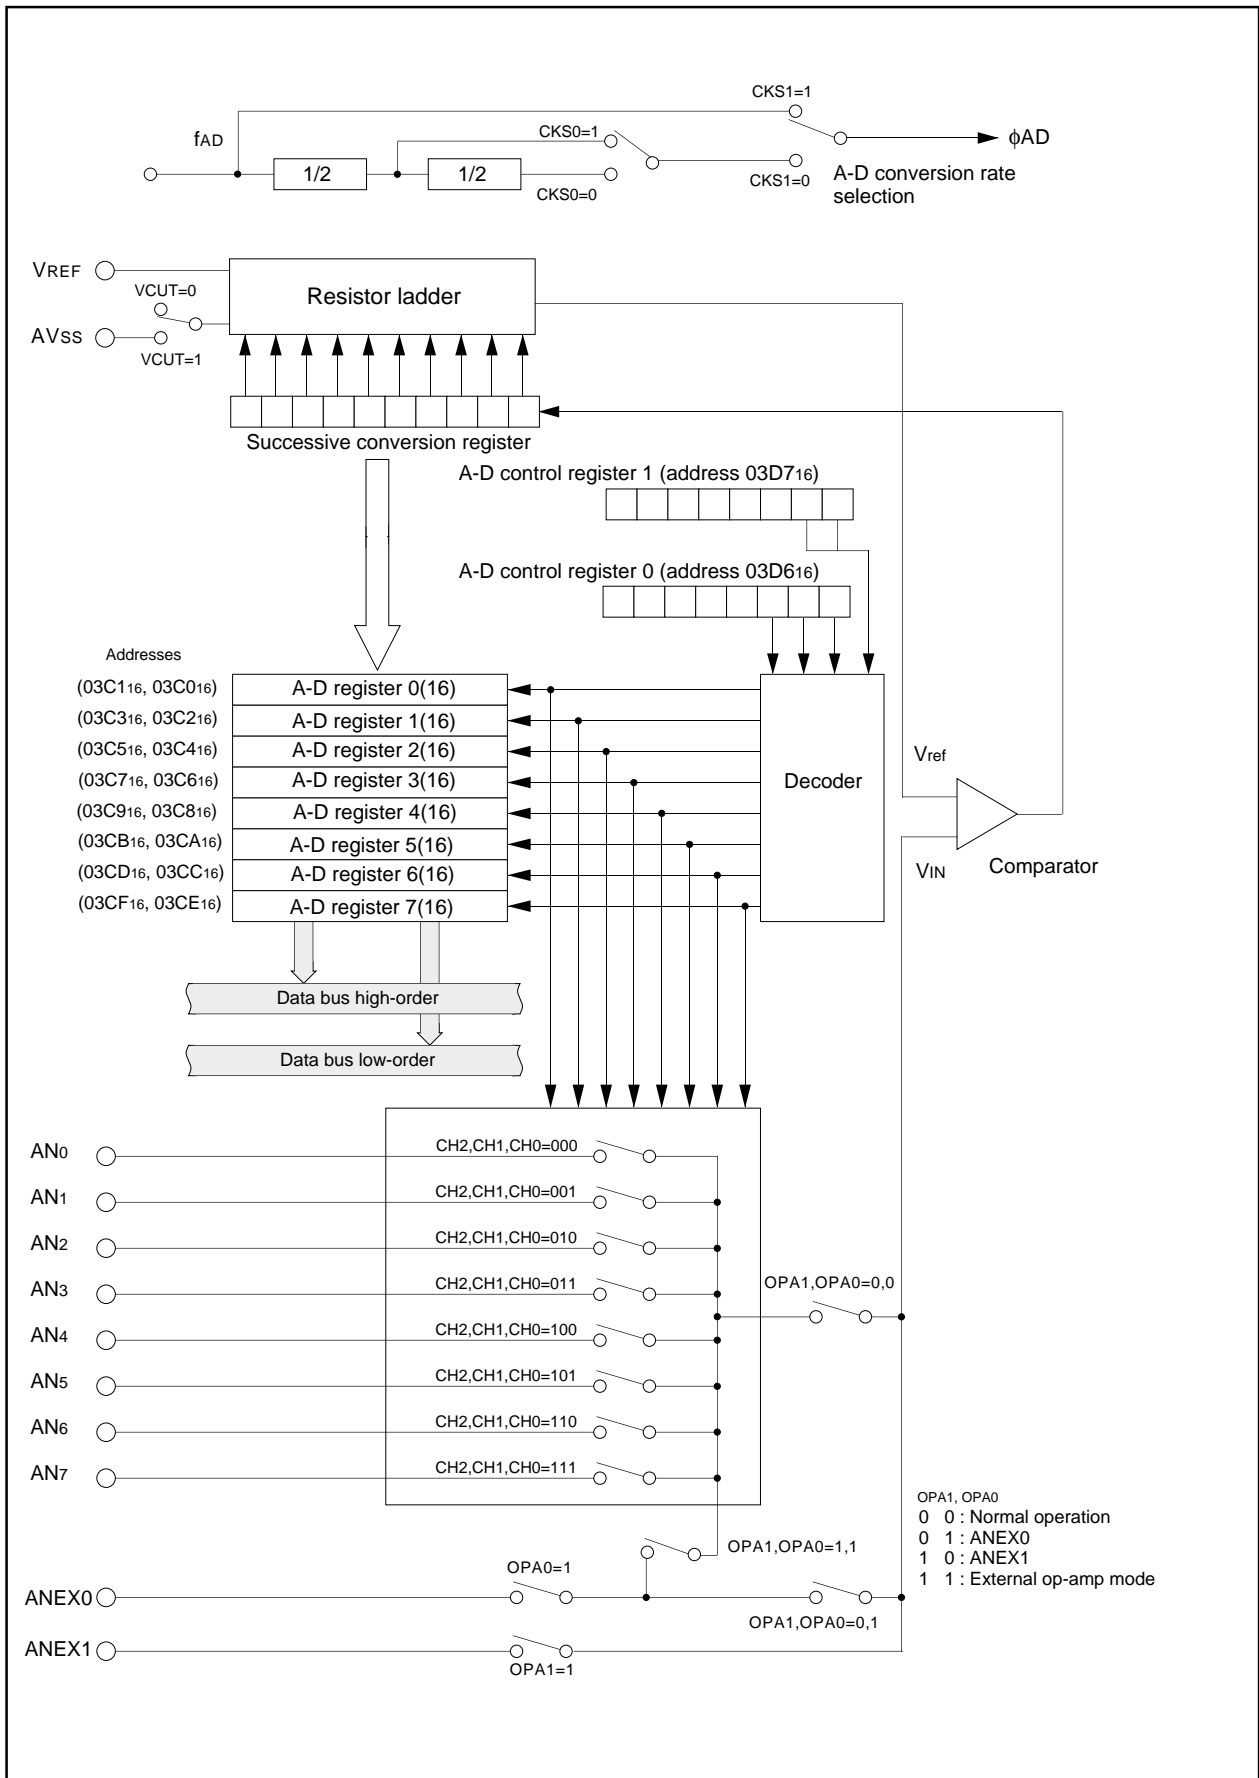 CKS1=1
fAD
CKS0=1
ϕAD
1/2
1/2
CKS0=0
CKS1=0
A-D conversion rate
selection
VREF
VCUT=0
Resistor ladder
AVSS
VCUT=1
Successive conversion register
A-D control register 1 (address 03D716)
A-D control register 0 (address 03D616)
Addresses
(03C116, 03C016)
A-D register 0(16)
(03C316, 03C216)
A-D register 1(16)
(03C516, 03C416)
A-D register 2(16)
(03C716, 03C616)
A-D register 3(16)
(03C916, 03C816)
A-D register 4(16)
(03CB16, 03CA16)
A-D register 5(16)
(03CD16, 03CC16)
A-D register 6(16)
(03CF16, 03CE16)
A-D register 7(16)
Decoder
Vref
VIN
Comparator
Data bus high-order
Data bus low-order
AN0
CH2,CH1,CH0=000
AN1
CH2,CH1,CH0=001
AN2
CH2,CH1,CH0=010
AN3
CH2,CH1,CH0=011
OPA1,OPA0=0,0
AN4
CH2,CH1,CH0=100
AN5
CH2,CH1,CH0=101
AN6
CH2,CH1,CH0=110
AN7
CH2,CH1,CH0=111
OPA1, OPA0
0 0 : Normal operation
0 1 : ANEX0
1 0 : ANEX1
1 1 : External op-amp mode
OPA1,OPA0=1,1
OPA0=1
ANEX0
OPA1,OPA0=0,1
ANEX1
OPA1=1